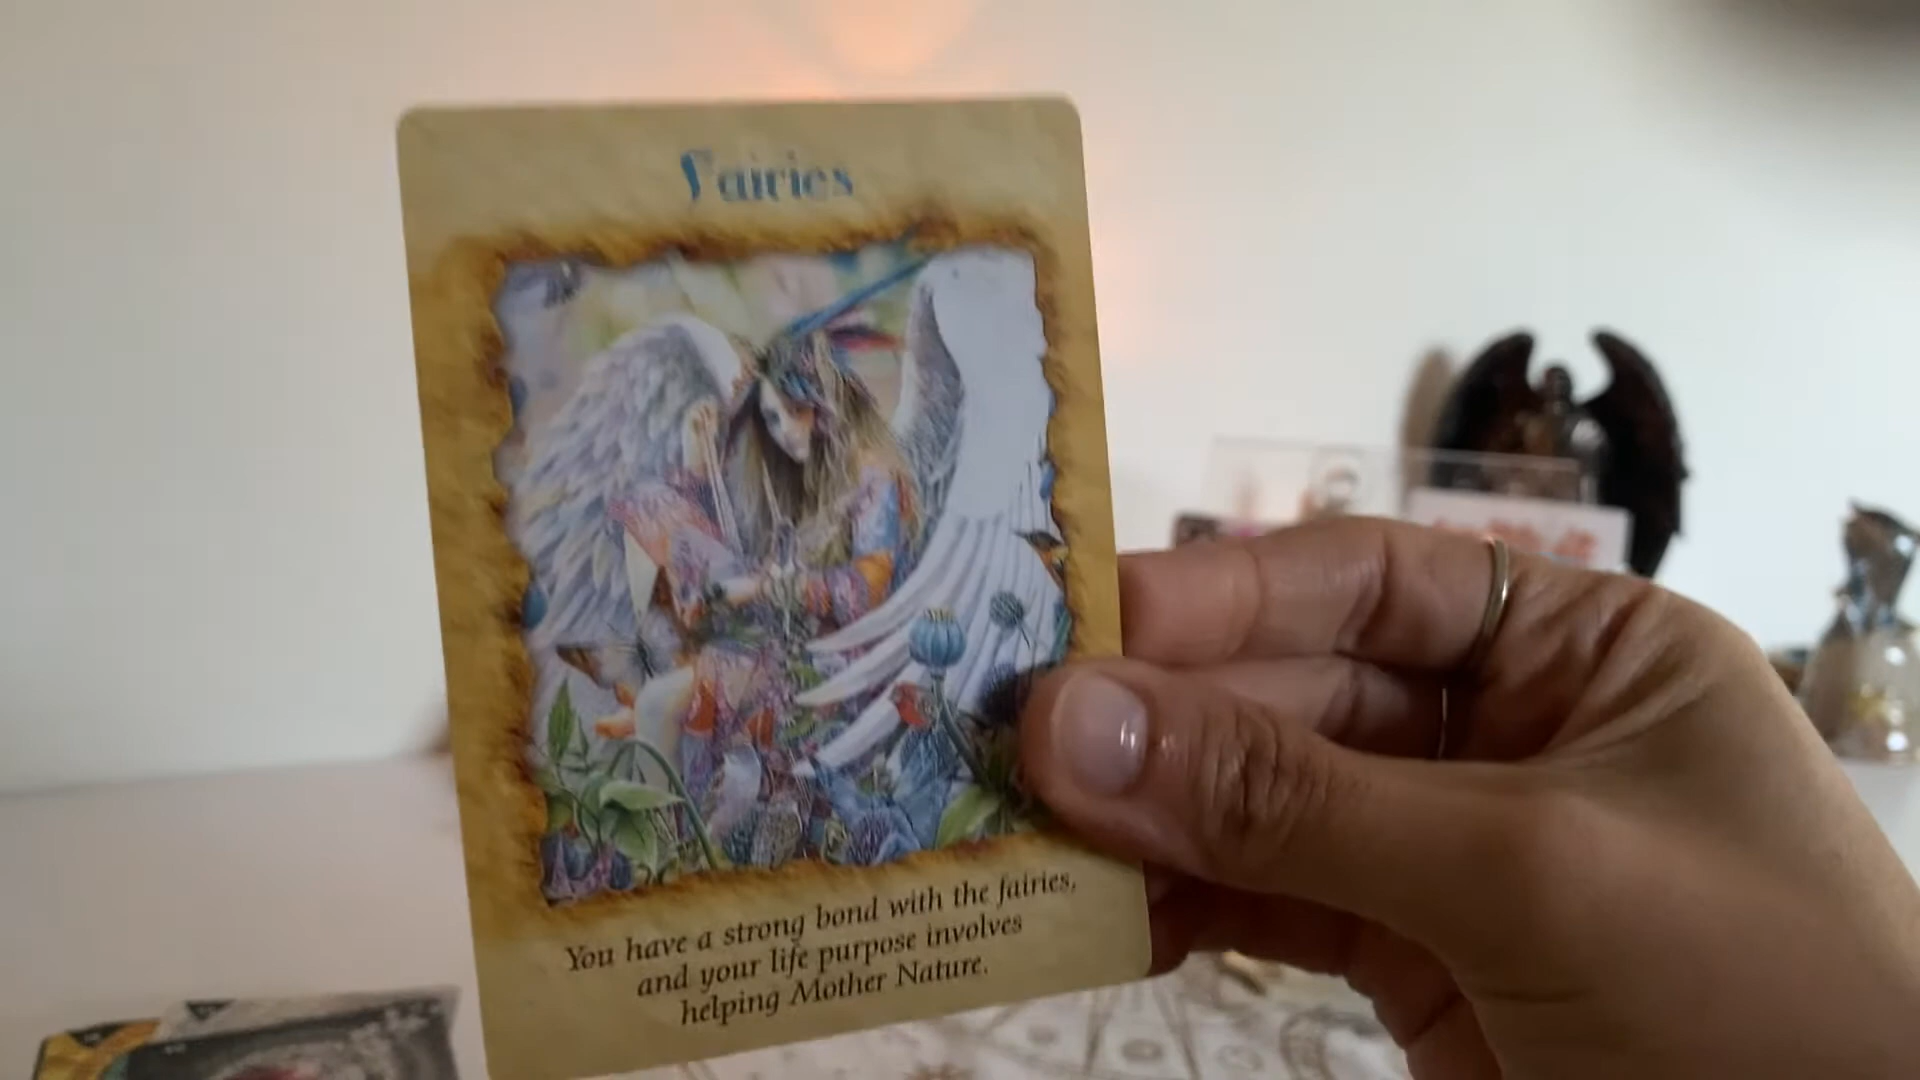 Fairies
You have a strong bond with the fairies,
and your life purpose involves
helping Mother Nature.